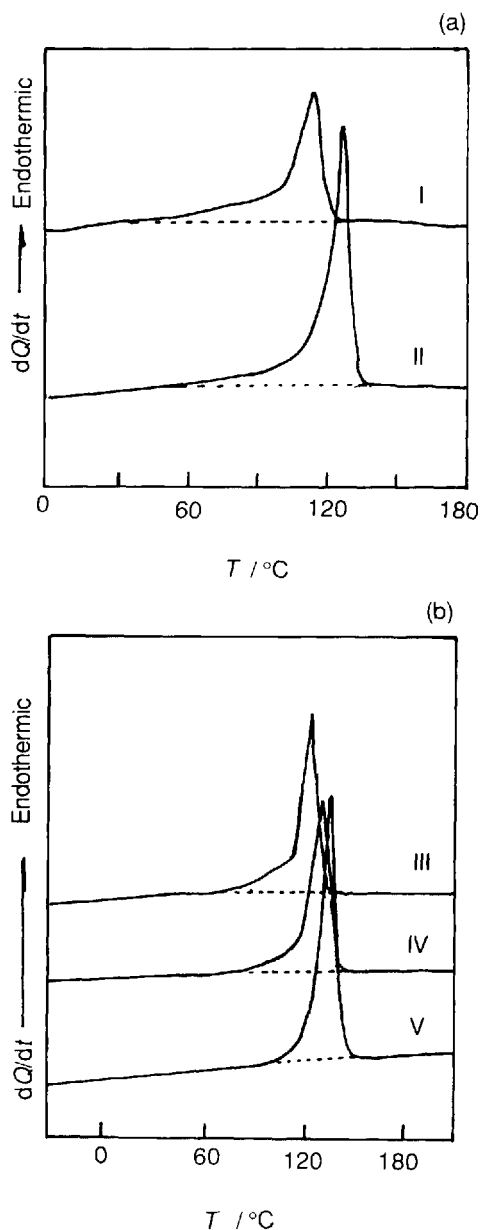 (a)
dQ/dt → Endothermic
I
II
0 60 120 180
T / °C
(b)
dQ/dt → Endothermic
III
IV
V
0 60 120 180
T / °C